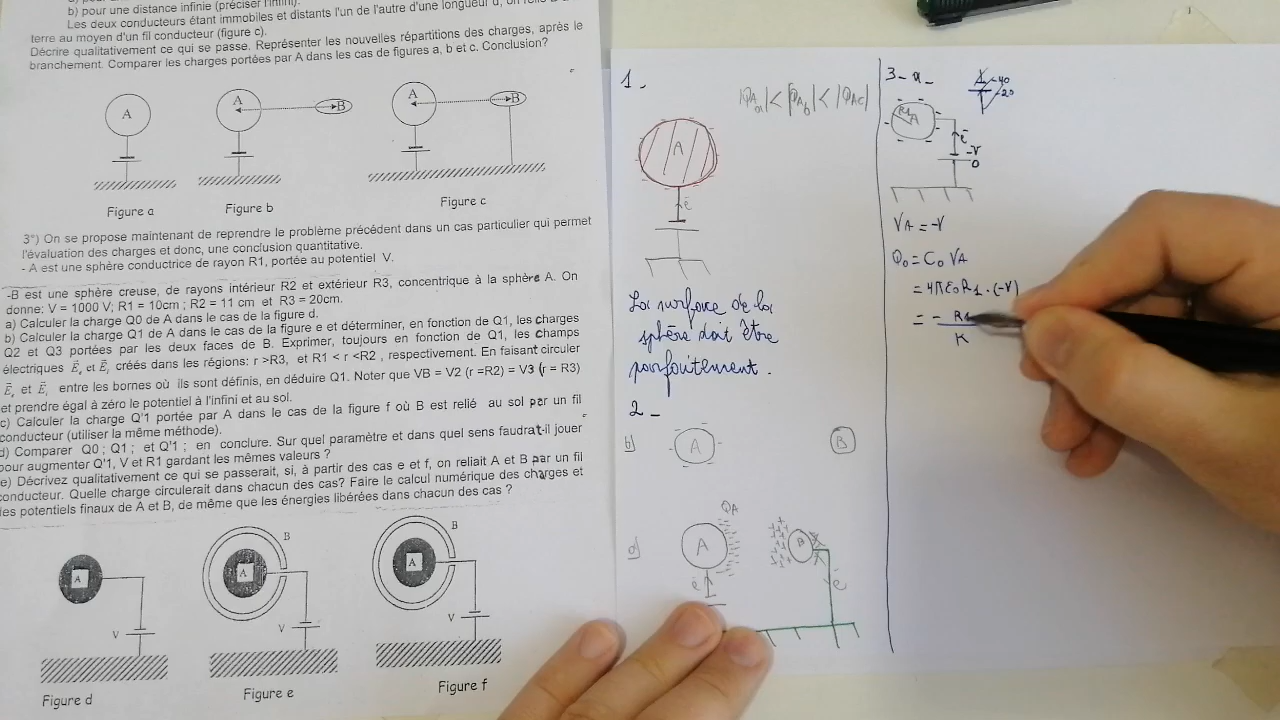 b) pour une distance infinie (préciser l'infini).
Les deux conducteurs étant immobiles et distants l'un de l'autre d'une longueur d, on
terre au moyen d'un fil conducteur (figure c).
Décrire qualitativement ce qui se passe. Représenter les nouvelles répartitions des charges, après le
branchement. Comparer les charges portées par A dans les cas de figures a, b et c. Conclusion?
A
A
B
A
B
Figure a
Figure b
Figure c
3°) On se propose maintenant de reprendre le problème précédent dans un cas particulier qui permet
l'évaluation des charges et donc, une conclusion quantitative.
- A est une sphère conductrice de rayon R1, portée au potentiel V.
-B est une sphère creuse, de rayons intérieur R2 et extérieur R3, concentrique à la sphère A. On
donne: V = 1000 V; R1 = 10cm ; R2 = 11 cm et R3 = 20cm.
a) Calculer la charge Q0 de A dans le cas de la figure d.
b) Calculer la charge Q1 de A dans le cas de la figure e et déterminer, en fonction de Q1, les charges
Q2 et Q3 portées par les deux faces de B. Exprimer, toujours en fonction de Q1, les champs
électriques E⃗e et E⃗i créés dans les régions: r >R3, et R1 < r <R2 , respectivement. En faisant circuler
E⃗e et E⃗i entre les bornes où ils sont définis, en déduire Q1. Noter que VB = V2 (r =R2) = V3 (r = R3)
et prendre égal à zéro le potentiel à l'infini et au sol.
c) Calculer la charge Q'1 portée par A dans le cas de la figure f où B est relié au sol par un fil
conducteur (utiliser la même méthode).
d) Comparer Q0 ; Q1 ; et Q'1 ; en conclure. Sur quel paramètre et dans quel sens faudrat-il jouer
pour augmenter Q'1, V et R1 gardant les mêmes valeurs ?
e) Décrivez qualitativement ce qui se passerait, si, à partir des cas e et f, on reliait A et B par un fil
conducteur. Quelle charge circulerait dans chacun des cas? Faire le calcul numérique des charges et
les potentiels finaux de A et B, de même que les énergies libérées dans chacun des cas ?
A
V
Figure d
A
B
V
Figure e
A
B
V
Figure f
1-
|QAa| < |QAb| < |QAc|
A
e⁻
La surface de la
sphère doit être
parfaitement.
2-
b)
A
B
QA
A
B
e⁻
e⁻
3- a-
R1
A
e⁻
-V
0
VA = -V
Q0 = C0 VA
= 4πε0R1 . (-V)
= - R1
K